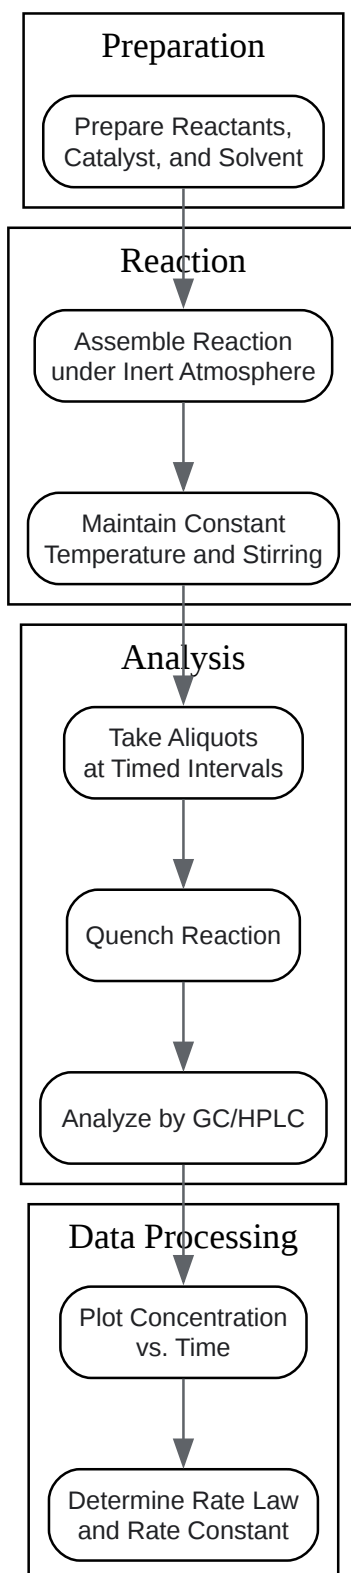 Preparation
Prepare Reactants,
Catalyst, and Solvent
Reaction
Assemble Reaction
under Inert Atmosphere
Maintain Constant
Temperature and Stirring
Analysis
Take Aliquots
at Timed Intervals
Quench Reaction
Analyze by GC/HPLC
Data Processing
Plot Concentration
vs. Time
Determine Rate Law
and Rate Constant